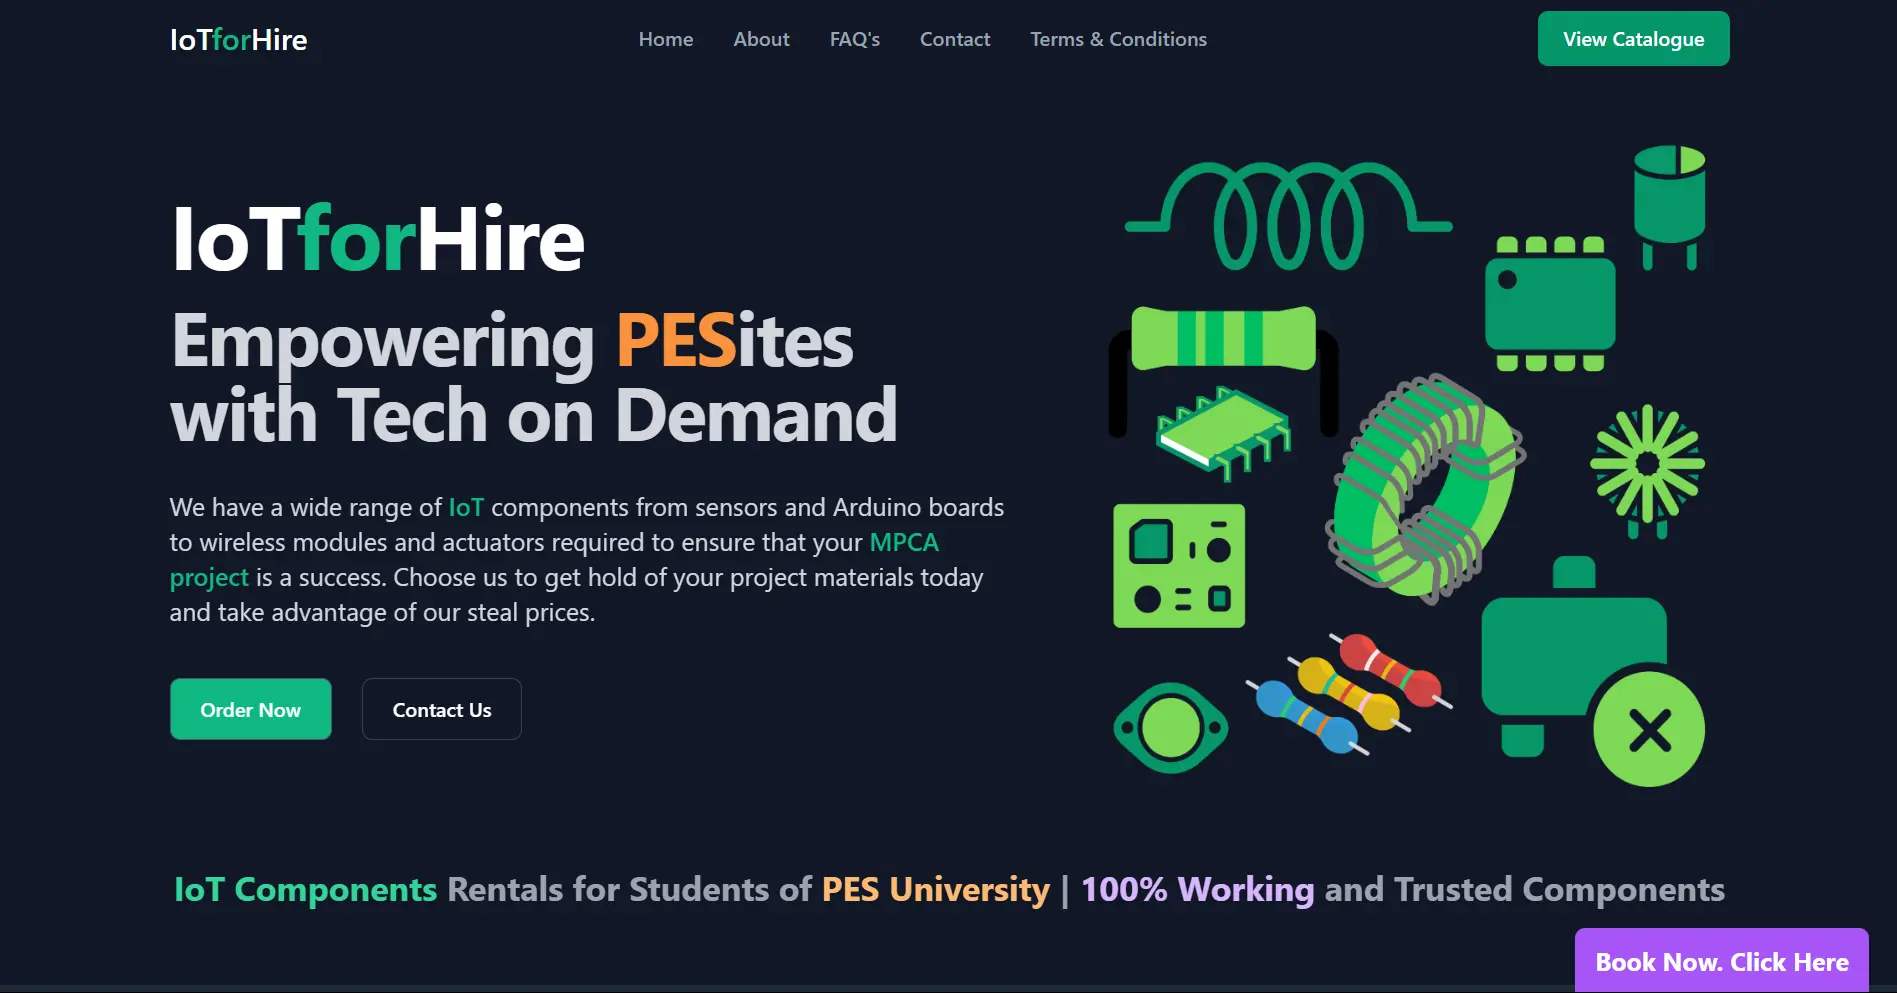 IoTforHire
Home
About
FAQ's
Contact
Terms & Conditions
View Catalogue
IoTforHire
Empowering PESites
with Tech on Demand
We have a wide range of IoT components from sensors and Arduino boards
to wireless modules and actuators required to ensure that your MPCA
project is a success. Choose us to get hold of your project materials today
and take advantage of our steal prices.
Order Now
Contact Us
IoT Components Rentals for Students of PES University | 100% Working and Trusted Components
Book Now. Click Here